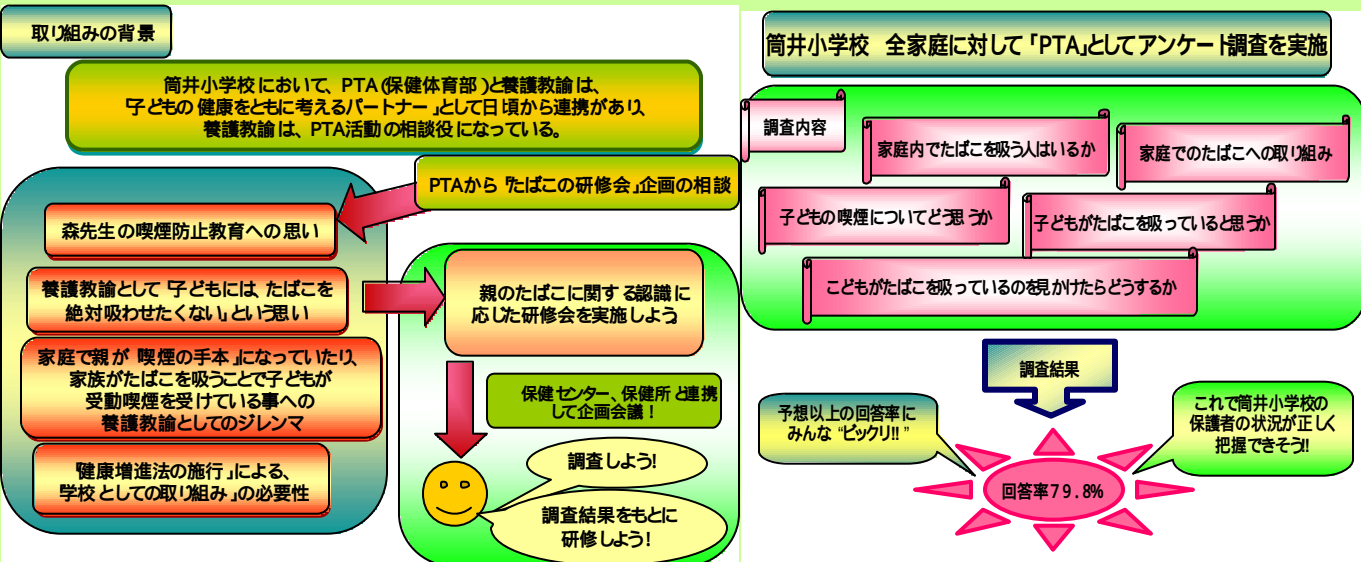 取り組みの背景
筒井小学校において、PTA(保健体育部)と養護教諭は、
「子どもの健康をともに考えるパートナー」として日頃から連携があり、
養護教諭は、PTA活動の相談役になっている。
PTAから「たばこの研修会」企画の相談
森先生の喫煙防止教育への思い
養護教諭として「子どもには、たばこを
絶対吸わせたくない」という思い
家庭で親が「喫煙の手本」になっていたり、
家族がたばこを吸うことで子どもが
受動喫煙を受けている事への
養護教諭としてのジレンマ
「健康増進法の施行」による、
学校としての取り組み」の必要性
親のたばこに関する認識に
応じた研修会を実施しよう
保健センター、保健所と連携
して企画会議！
調査しよう!
調査結果をもとに
研修しよう!
筒井小学校 全家庭に対して「PTA」としてアンケート調査を実施
調査内容
家庭内でたばこを吸う人はいるか
家庭でのたばこへの取り組み
子どもの喫煙についてどう思うか
子どもがたばこを吸っていると思うか
こどもがたばこを吸っているのを見かけたらどうするか
調査結果
予想以上の回答率に
みんな“ビックリ!!”
これで筒井小学校の
保護者の状況が正しく
把握できそう!!
回答率79.8%